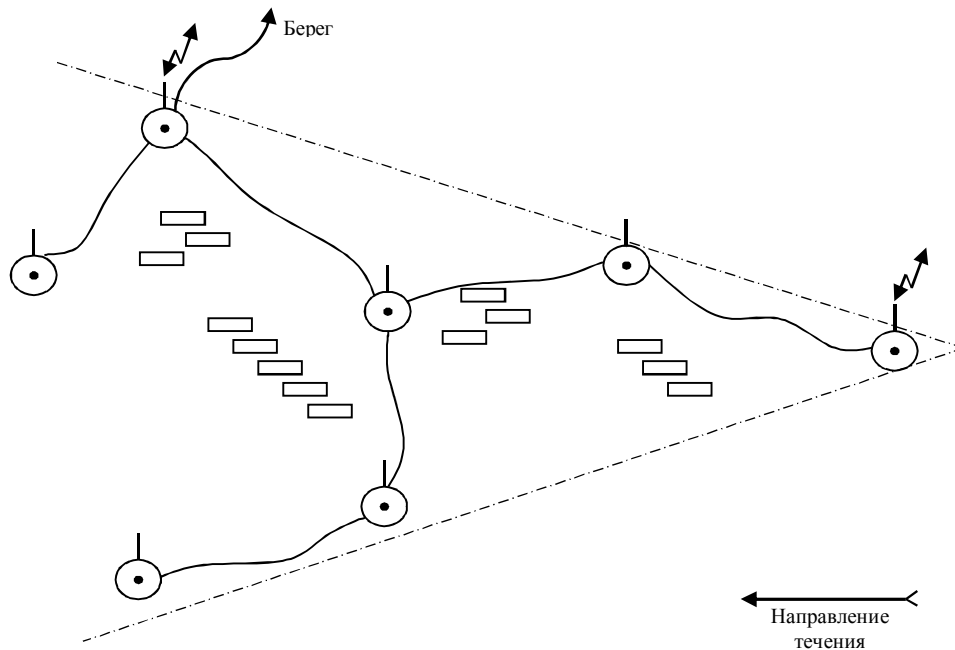 Берег
Направление
течения